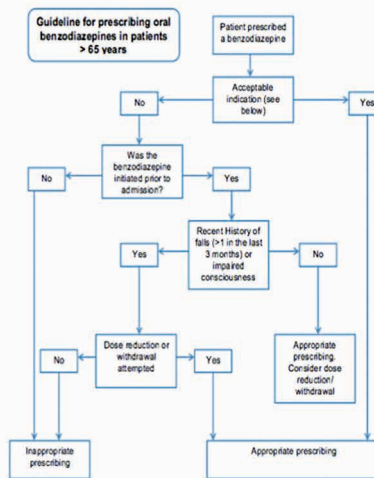 Guideline for prescribing oral
benzodiazepines in patients
> 65 years
Patient prescribed
a benzodiazepine
No
Acceptable
indication (see
below)
Yes
No
Was the
benzodiazepine
initiated prior to
admission?
Yes
Yes
Recent History of
falls (>1 in the last
3 months) or
impaired
consciousness
No
No
Dose reduction or
withdrawal
attempted
Yes
Appropriate
prescribing.
Consider dose
reduction/
withdrawal
Inappropriate
prescribing
Appropriate prescribing